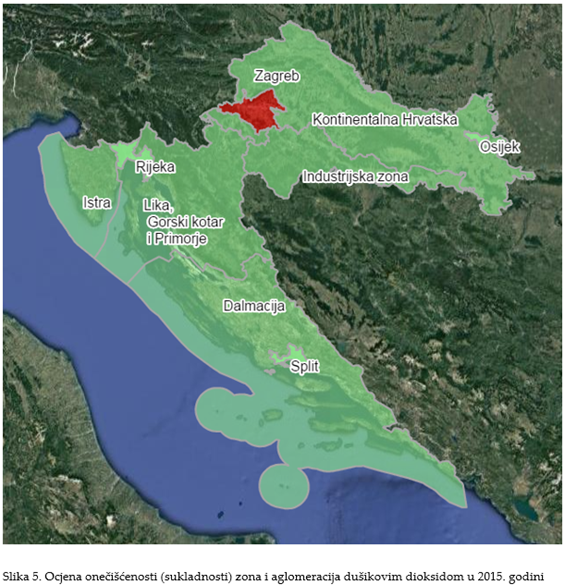 Zagreb
Kontinentalna Hrvatska
Osijek
Rijeka
Industrijska zona
Istra
Lika,
Gorski kotar
i Primorje
Dalmacija
Split
Slika 5. Ocjena onečišćenosti (sukladnosti) zona i aglomeracija dušikovim dioksidom u 2015. godini